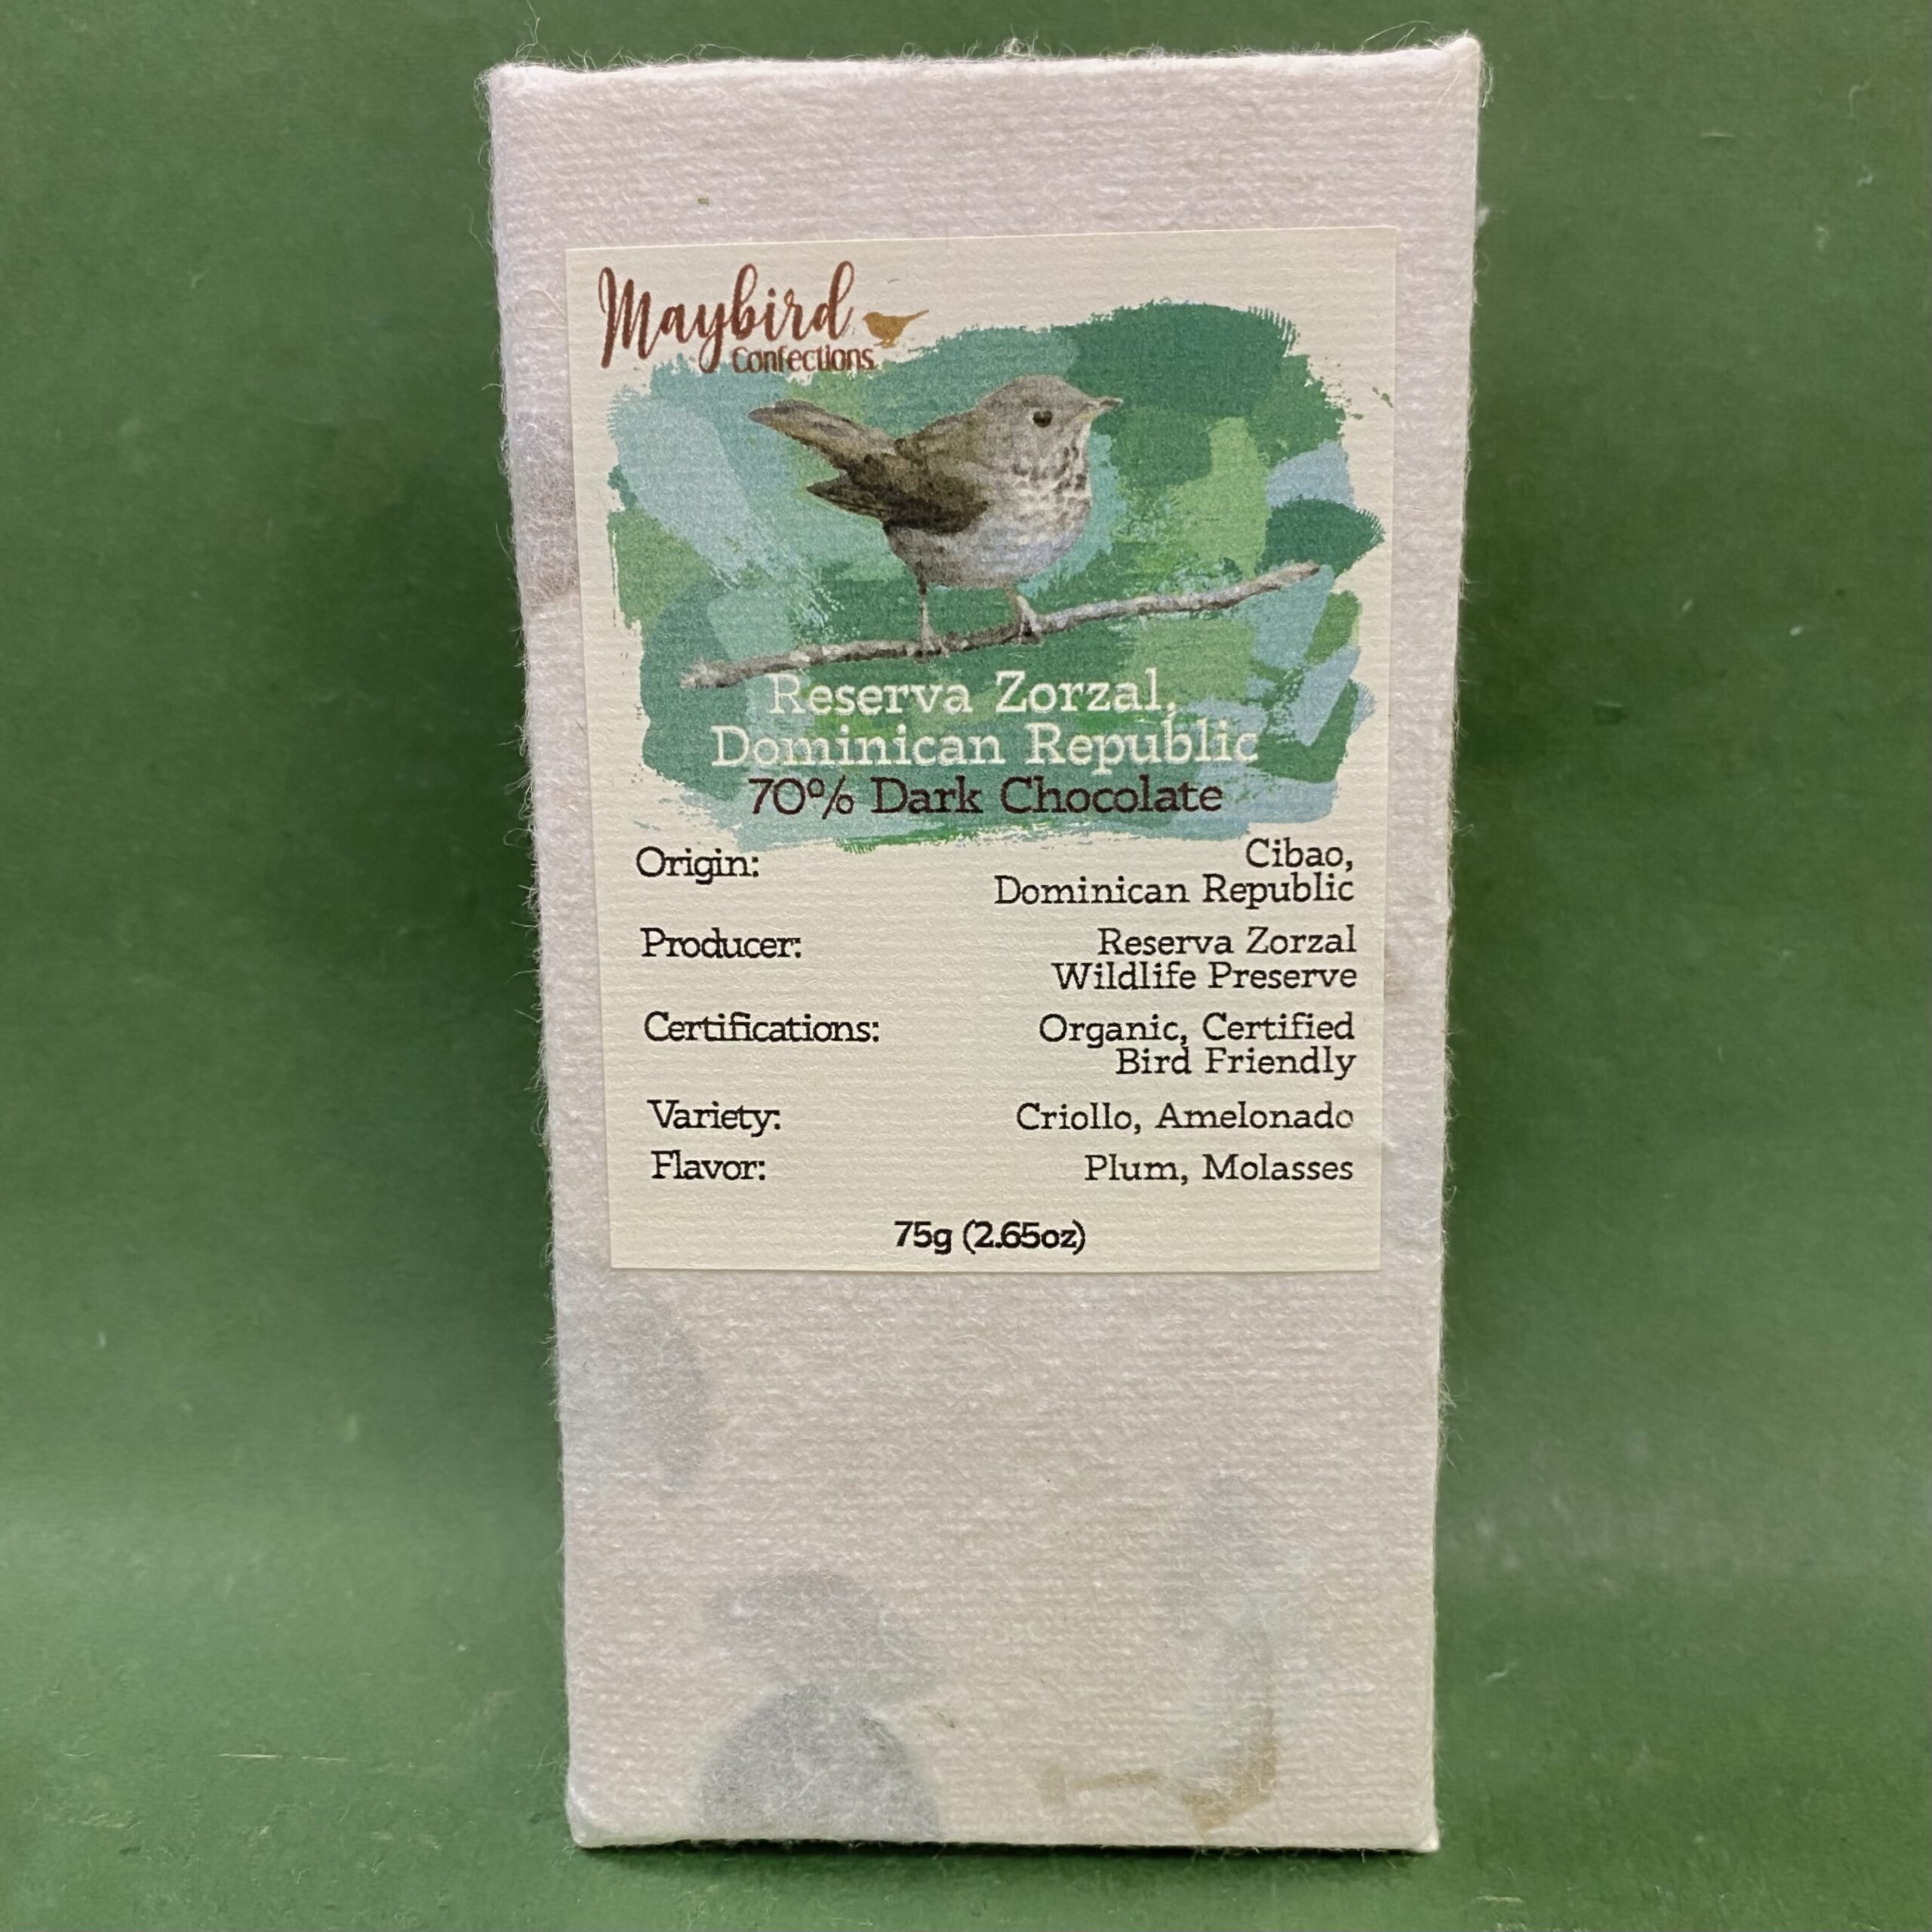 Maybird
Confections
Reserva Zorzal,
Dominican Republic
70% Dark Chocolate
Origin: Cibao,
Dominican Republic
Producer: Reserva Zorzal
Wildlife Preserve
Certifications: Organic, Certified
Bird Friendly
Variety: Criollo, Amelonado
Flavor: Plum, Molasses
75g (2.65oz)